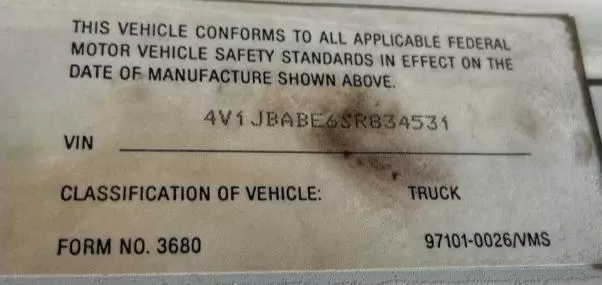 THIS VEHICLE CONFORMS TO ALL APPLICABLE FEDERAL
MOTOR VEHICLE SAFETY STANDARDS IN EFFECT ON THE
DATE OF MANUFACTURE SHOWN ABOVE.
4V1JBABE6SR834531
VIN
CLASSIFICATION OF VEHICLE: TRUCK
FORM NO. 3680 97101-0026/VMS